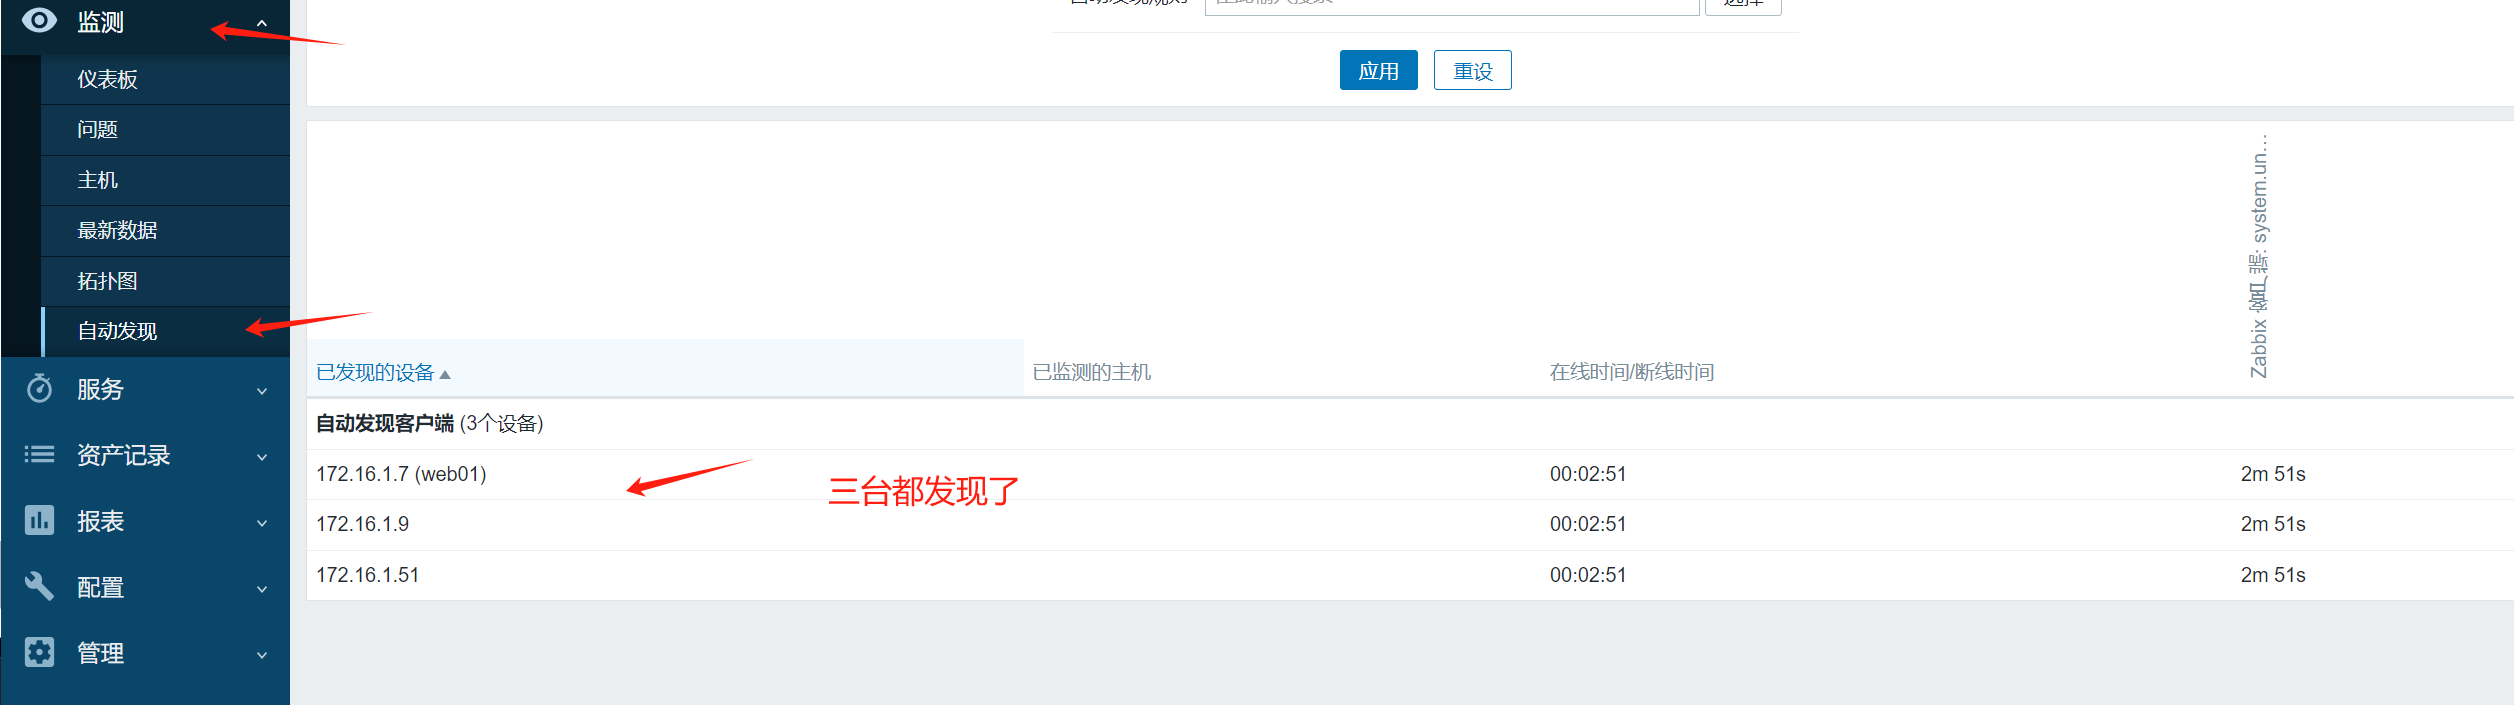 监测
仪表板
问题
主机
最新数据
拓扑图
自动发现
服务
资产记录
报表
配置
管理
应用
重设
已发现的设备
已监测的主机
在线时间/断线时间
Zabbix 客户端: system.un...
自动发现客户端 (3个设备)
172.16.1.7 (web01)
00:02:51
2m 51s
三台都发现了
172.16.1.9
00:02:51
2m 51s
172.16.1.51
00:02:51
2m 51s